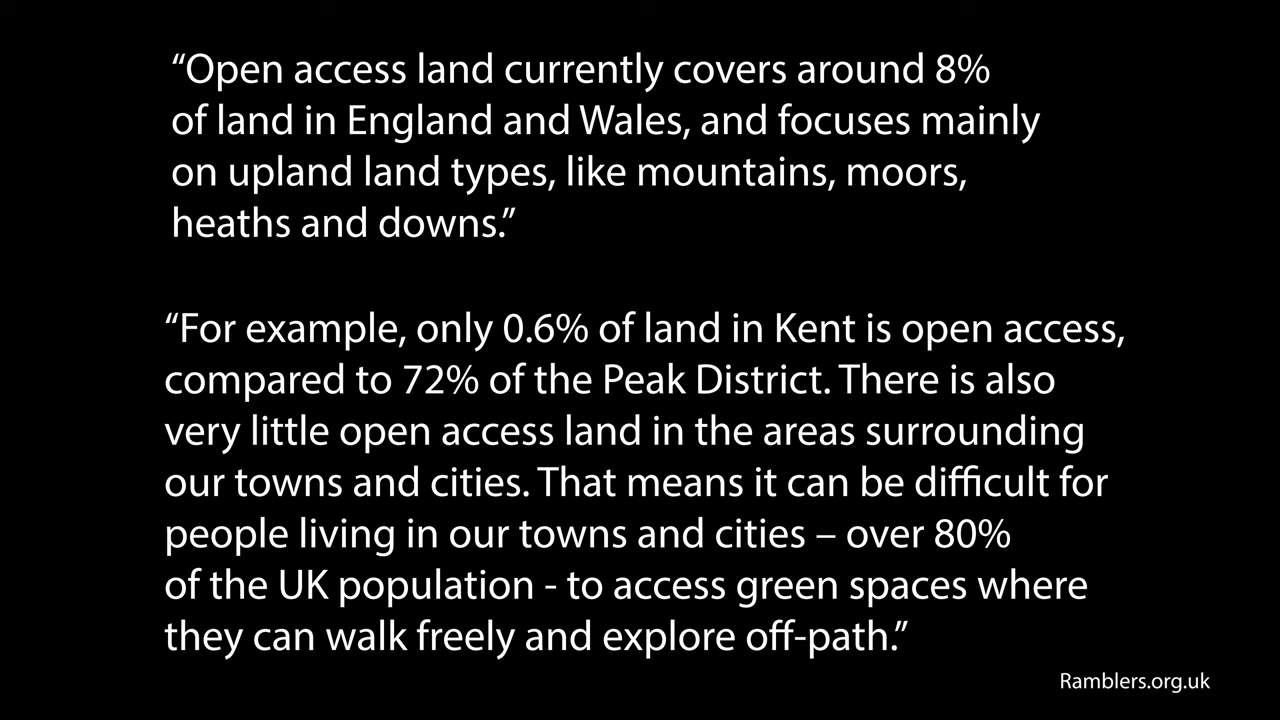 “Open access land currently covers around 8%
of land in England and Wales, and focuses mainly
on upland land types, like mountains, moors,
heaths and downs.”
“For example, only 0.6% of land in Kent is open access,
compared to 72% of the Peak District. There is also
very little open access land in the areas surrounding
our towns and cities. That means it can be difficult for
people living in our towns and cities – over 80%
of the UK population - to access green spaces where
they can walk freely and explore off-path.”
Ramblers.org.uk